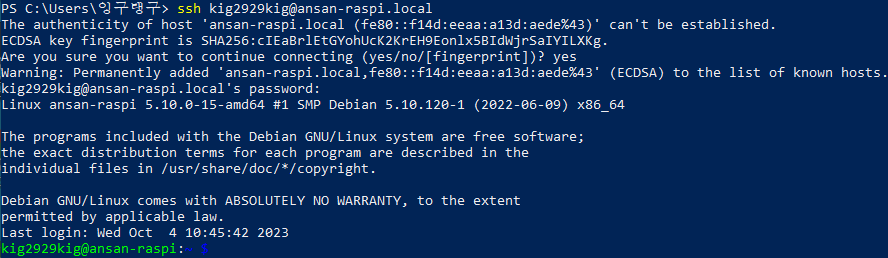 PS C:\Users\잉구탱구> ssh kig2929kig@ansan-raspi.local
The authenticity of host 'ansan-raspi.local (fe80::f14d:eeaa:a13d:aede%43)' can't be established.
ECDSA key fingerprint is SHA256:cIEaBrlEtGYohUcK2KrEH9Eonlx5BIdWjrSaIYILXKg.
Are you sure you want to continue connecting (yes/no/[fingerprint])? yes
Warning: Permanently added 'ansan-raspi.local,fe80::f14d:eeaa:a13d:aede%43' (ECDSA) to the list of known hosts.
kig2929kig@ansan-raspi.local's password:
Linux ansan-raspi 5.10.0-15-amd64 #1 SMP Debian 5.10.120-1 (2022-06-09) x86_64
The programs included with the Debian GNU/Linux system are free software;
the exact distribution terms for each program are described in the
individual files in /usr/share/doc/*/copyright.
Debian GNU/Linux comes with ABSOLUTELY NO WARRANTY, to the extent
permitted by applicable law.
Last login: Wed Oct  4 10:45:42 2023
kig2929kig@ansan-raspi:~ $